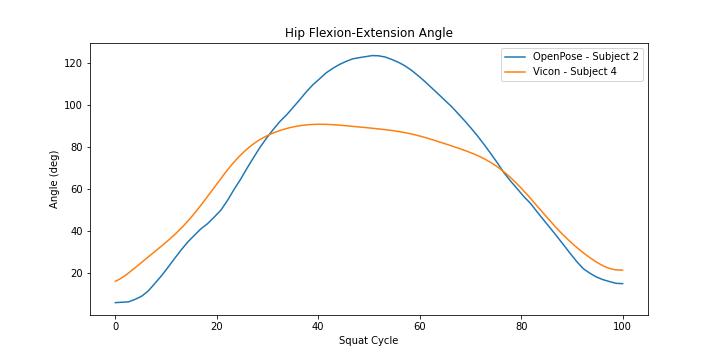 Hip Flexion-Extension Angle
OpenPose - Subject 2
Vicon - Subject 4
Angle (deg)
120
100
80
60
40
20
0
20
40
60
80
100
Squat Cycle